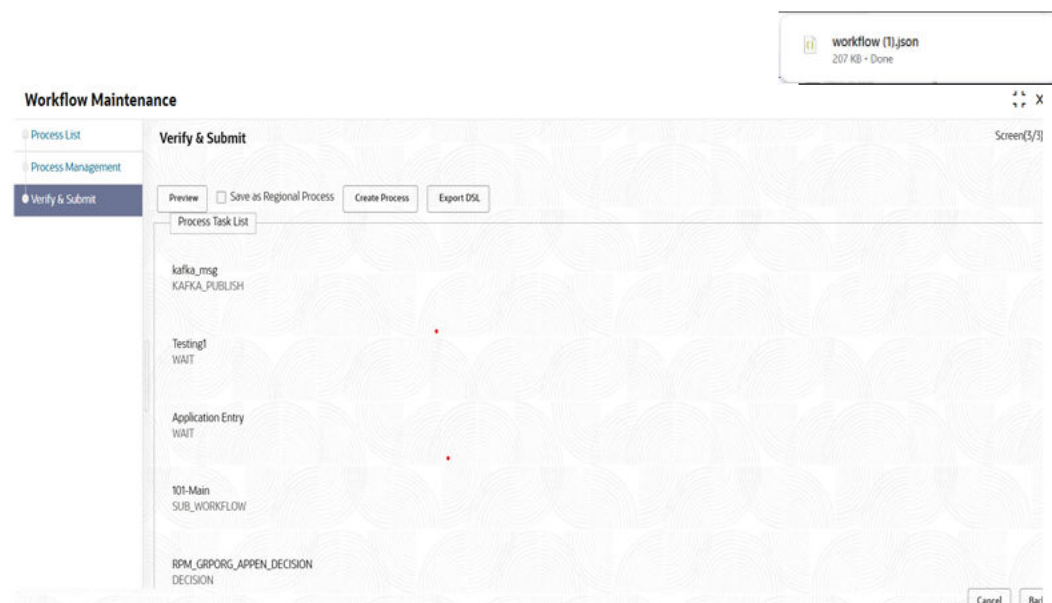 workflow (1).json
207 KB • Done
Workflow Maintenance
X
Process List
Verify & Submit
Screen(3/3)
Process Management
Verify & Submit
Preview
Save as Regional Process
Create Process
Export DSL
Process Task List
kafka_msg
KAFKA_PUBLISH
Testing1
WAIT
Application Entry
WAIT
101-Main
SUB_WORKFLOW
RPM_GRPORG_APPEN_DECISION
DECISION
Cancel
Back